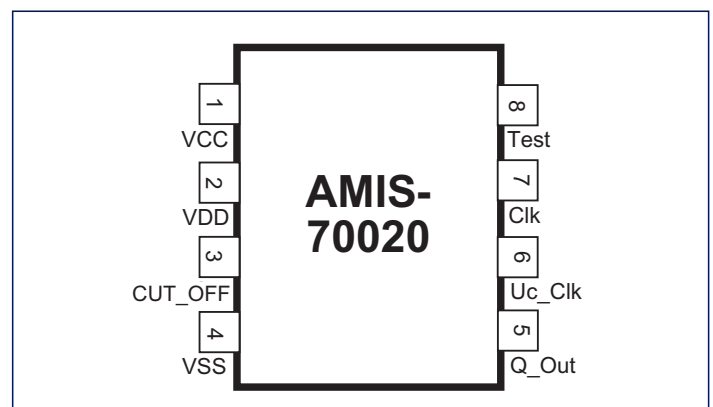 1
VCC
2
VDD
3
CUT_OFF
4
VSS
AMIS-
70020
8
Test
7
Clk
6
Uc_Clk
5
Q_Out